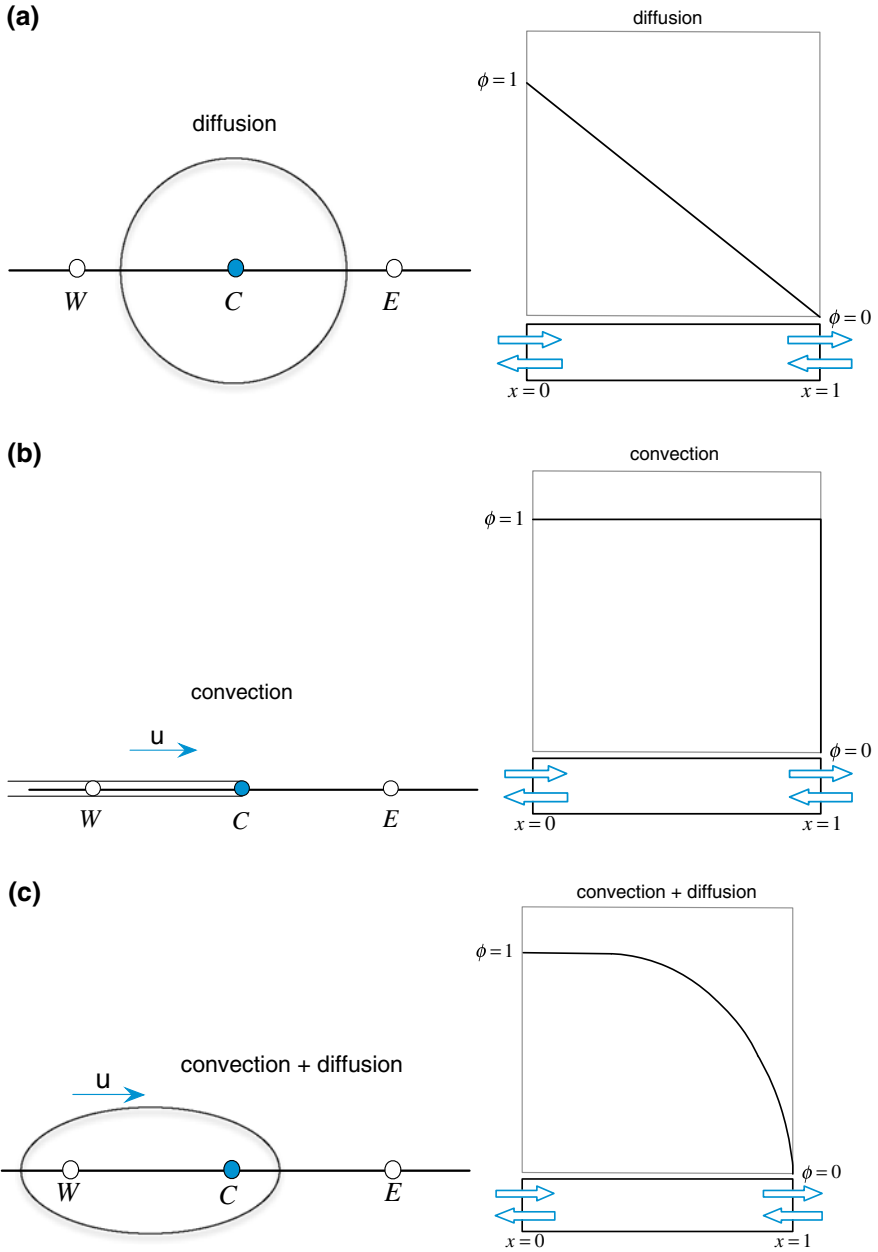 (a)
diffusion
W
C
E
diffusion
ϕ=1
ϕ=0
x=0
x=1
(b)
convection
u
W
C
E
convection
ϕ=1
ϕ=0
x=0
x=1
(c)
convection + diffusion
u
W
C
E
convection + diffusion
ϕ=1
ϕ=0
x=0
x=1